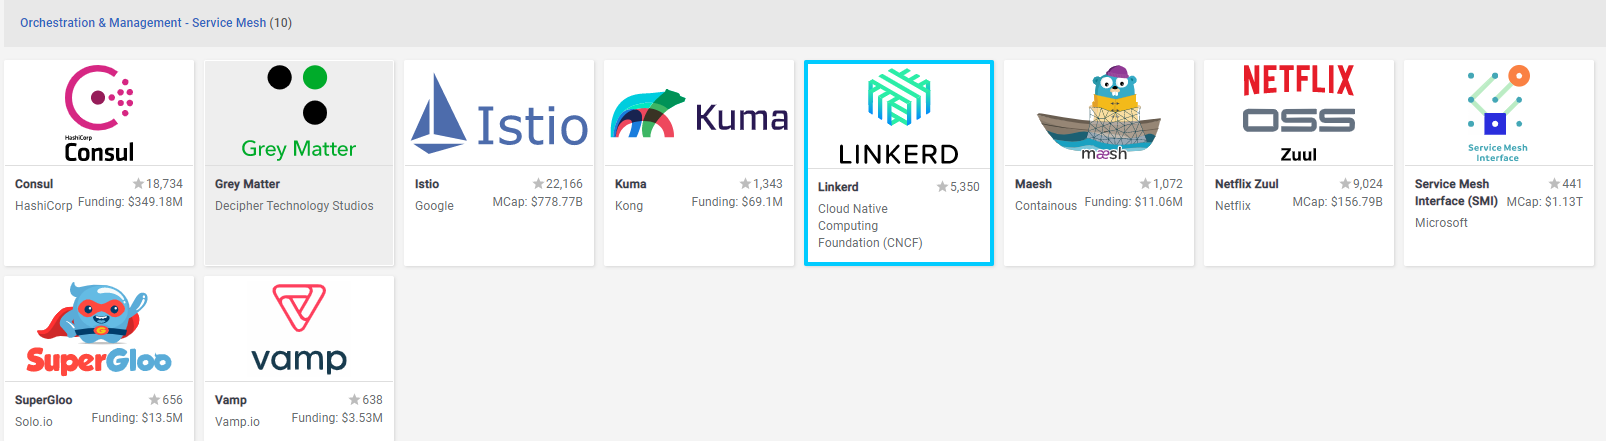 Orchestration & Management - Service Mesh (10)
HashiCorp
Consul
Consul
18,734
HashiCorp
Funding: $349.18M
Grey Matter
Grey Matter
Decipher Technology Studios
Istio
Istio
22,166
Google
MCap: $778.77B
Kuma
Kuma
1,343
Kong
Funding: $69.1M
LINKERD
Linkerd
5,350
Cloud Native
Computing
Foundation (CNCF)
mæsh
Maesh
1,072
Containous
Funding: $11.06M
NETFLIX
OSS
Zuul
Netflix Zuul
9,024
Netflix
MCap: $156.79B
Service Mesh
Interface
Service Mesh
Interface (SMI)
441
MCap: $1.13T
Microsoft
G
SuperGloo
SuperGloo
656
Solo.io
Funding: $13.5M
vamp
Vamp
638
Vamp.io
Funding: $3.53M